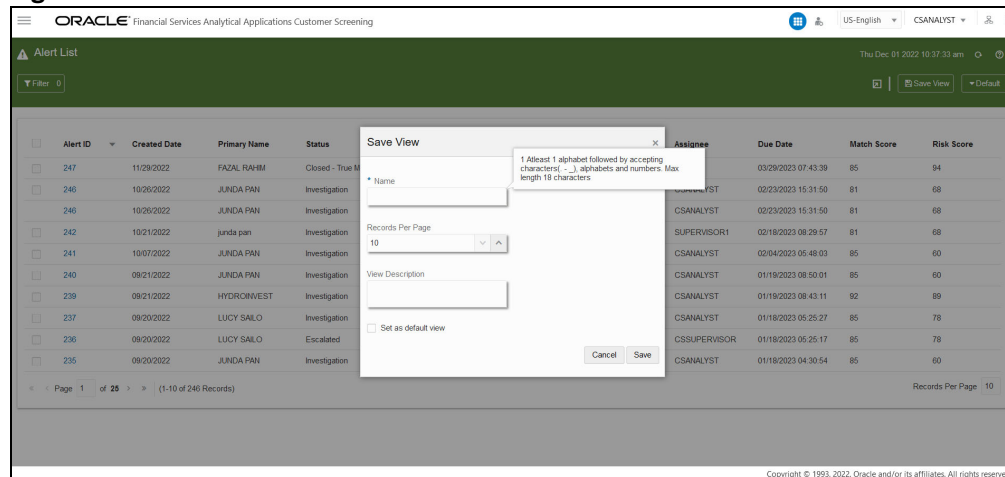 ORACLE® Financial Services Analytical Applications Customer Screening US-English CSANALYST
Alert List Thu Dec 01 2022 10:37:33 am
Filter 0 Save View Default
Alert ID Created Date Primary Name Status Assignee Due Date Match Score Risk Score
247 11/29/2022 FAZAL RAHIM Closed - True M 03/29/2023 07:43:39 85 94
246 10/26/2022 JUNDA PAN Investigation CSANALYST 02/23/2023 15:31:50 81 68
246 10/26/2022 JUNDA PAN Investigation CSANALYST 02/23/2023 15:31:50 81 68
242 10/21/2022 junda pan Investigation SUPERVISOR1 02/18/2023 08:29:57 81 68
241 10/07/2022 JUNDA PAN Investigation CSANALYST 02/04/2023 05:48:03 85 60
240 09/21/2022 JUNDA PAN Investigation CSANALYST 01/19/2023 08:50:01 85 60
239 09/21/2022 HYDROINVEST Investigation CSANALYST 01/19/2023 08:43:11 92 89
237 09/20/2022 LUCY SAILO Investigation CSANALYST 01/18/2023 05:25:27 85 78
236 09/20/2022 LUCY SAILO Escalated CSSUPERVISOR 01/18/2023 05:25:17 85 78
235 09/20/2022 JUNDA PAN Investigation CSANALYST 01/18/2023 04:30:54 85 60
Page 1 of 25 (1-10 of 246 Records) Records Per Page 10
Save View ×
1 Atleast 1 alphabet followed by accepting
characters(. - _), alphabets and numbers. Max
length 18 characters
* Name
Records Per Page
10
View Description
Set as default view
Cancel Save
Copyright © 1993, 2022, Oracle and/or its affiliates. All rights reserve